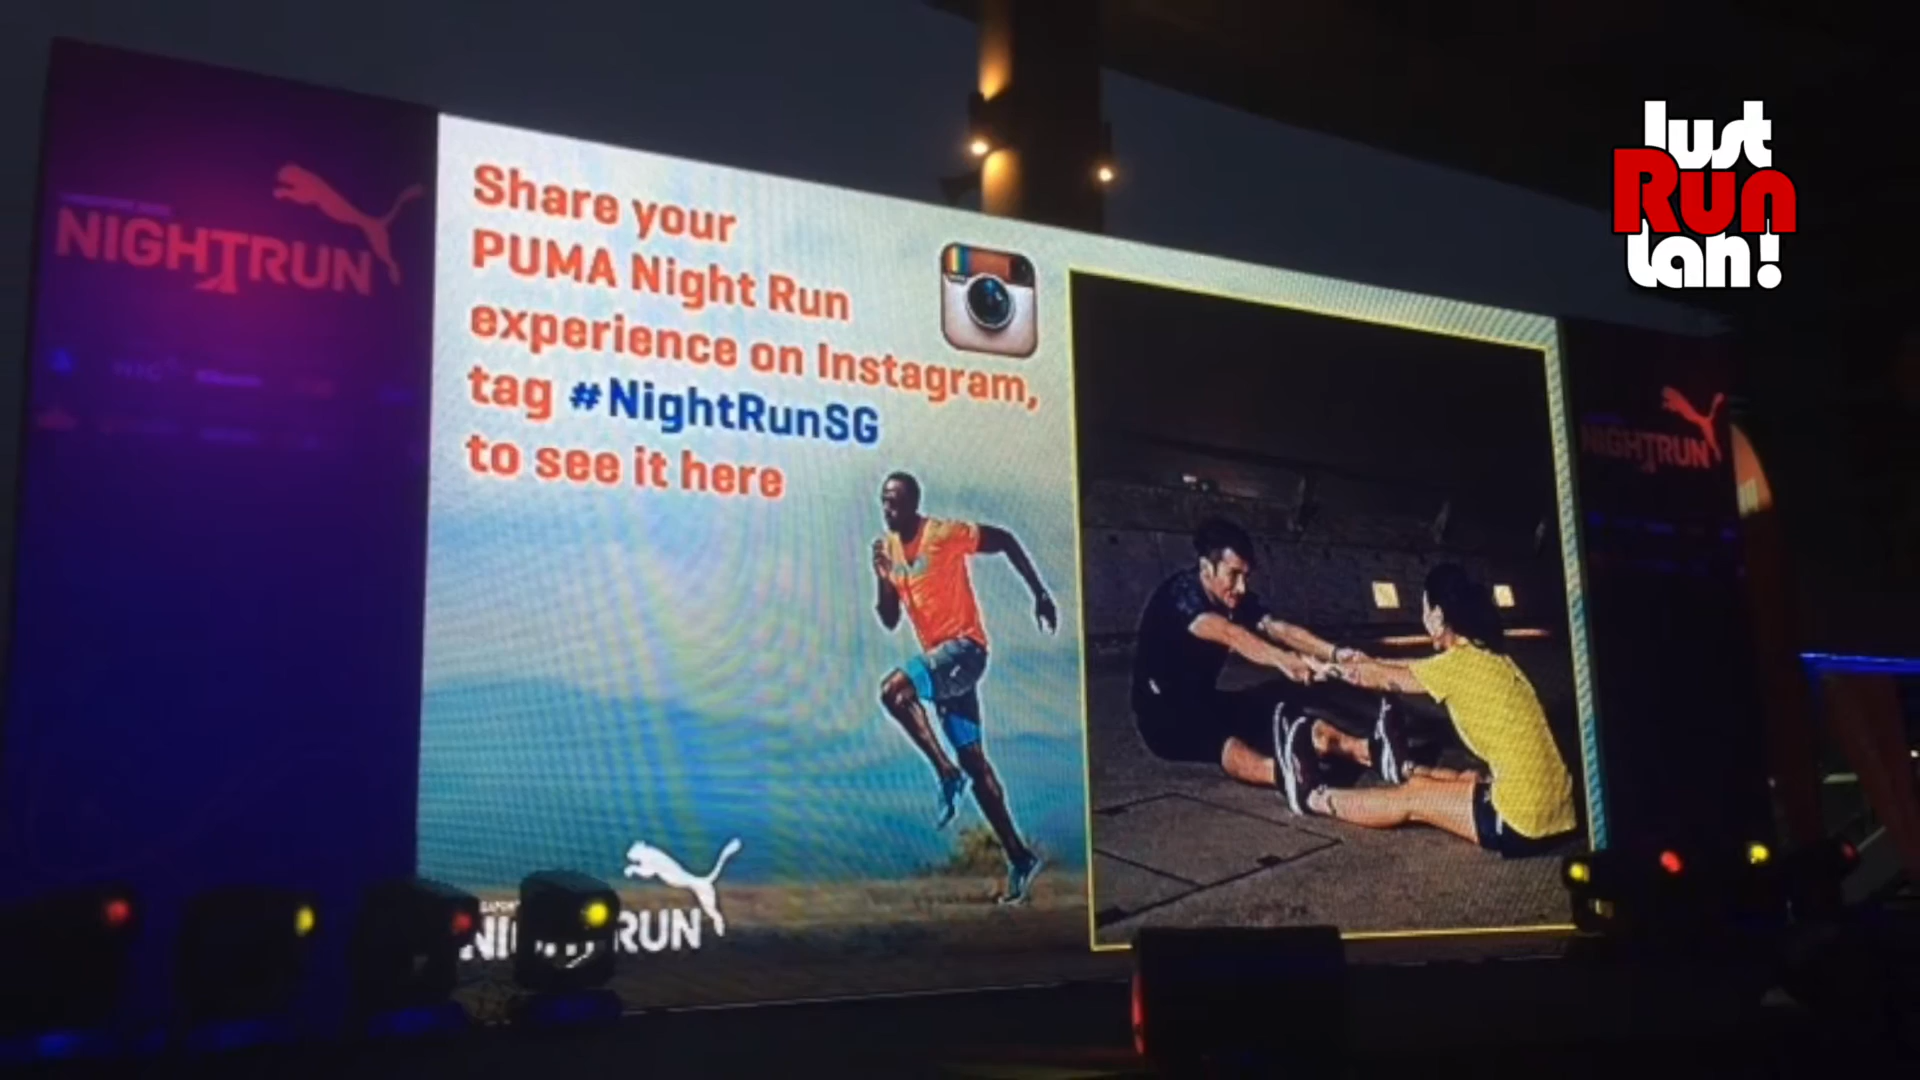 NIGHTRUN
Share your
PUMA Night Run
experience on Instagram,
tag #NightRunSG
to see it here
NIGHTRUN
NIGHTRUN
Just
Run
lah!